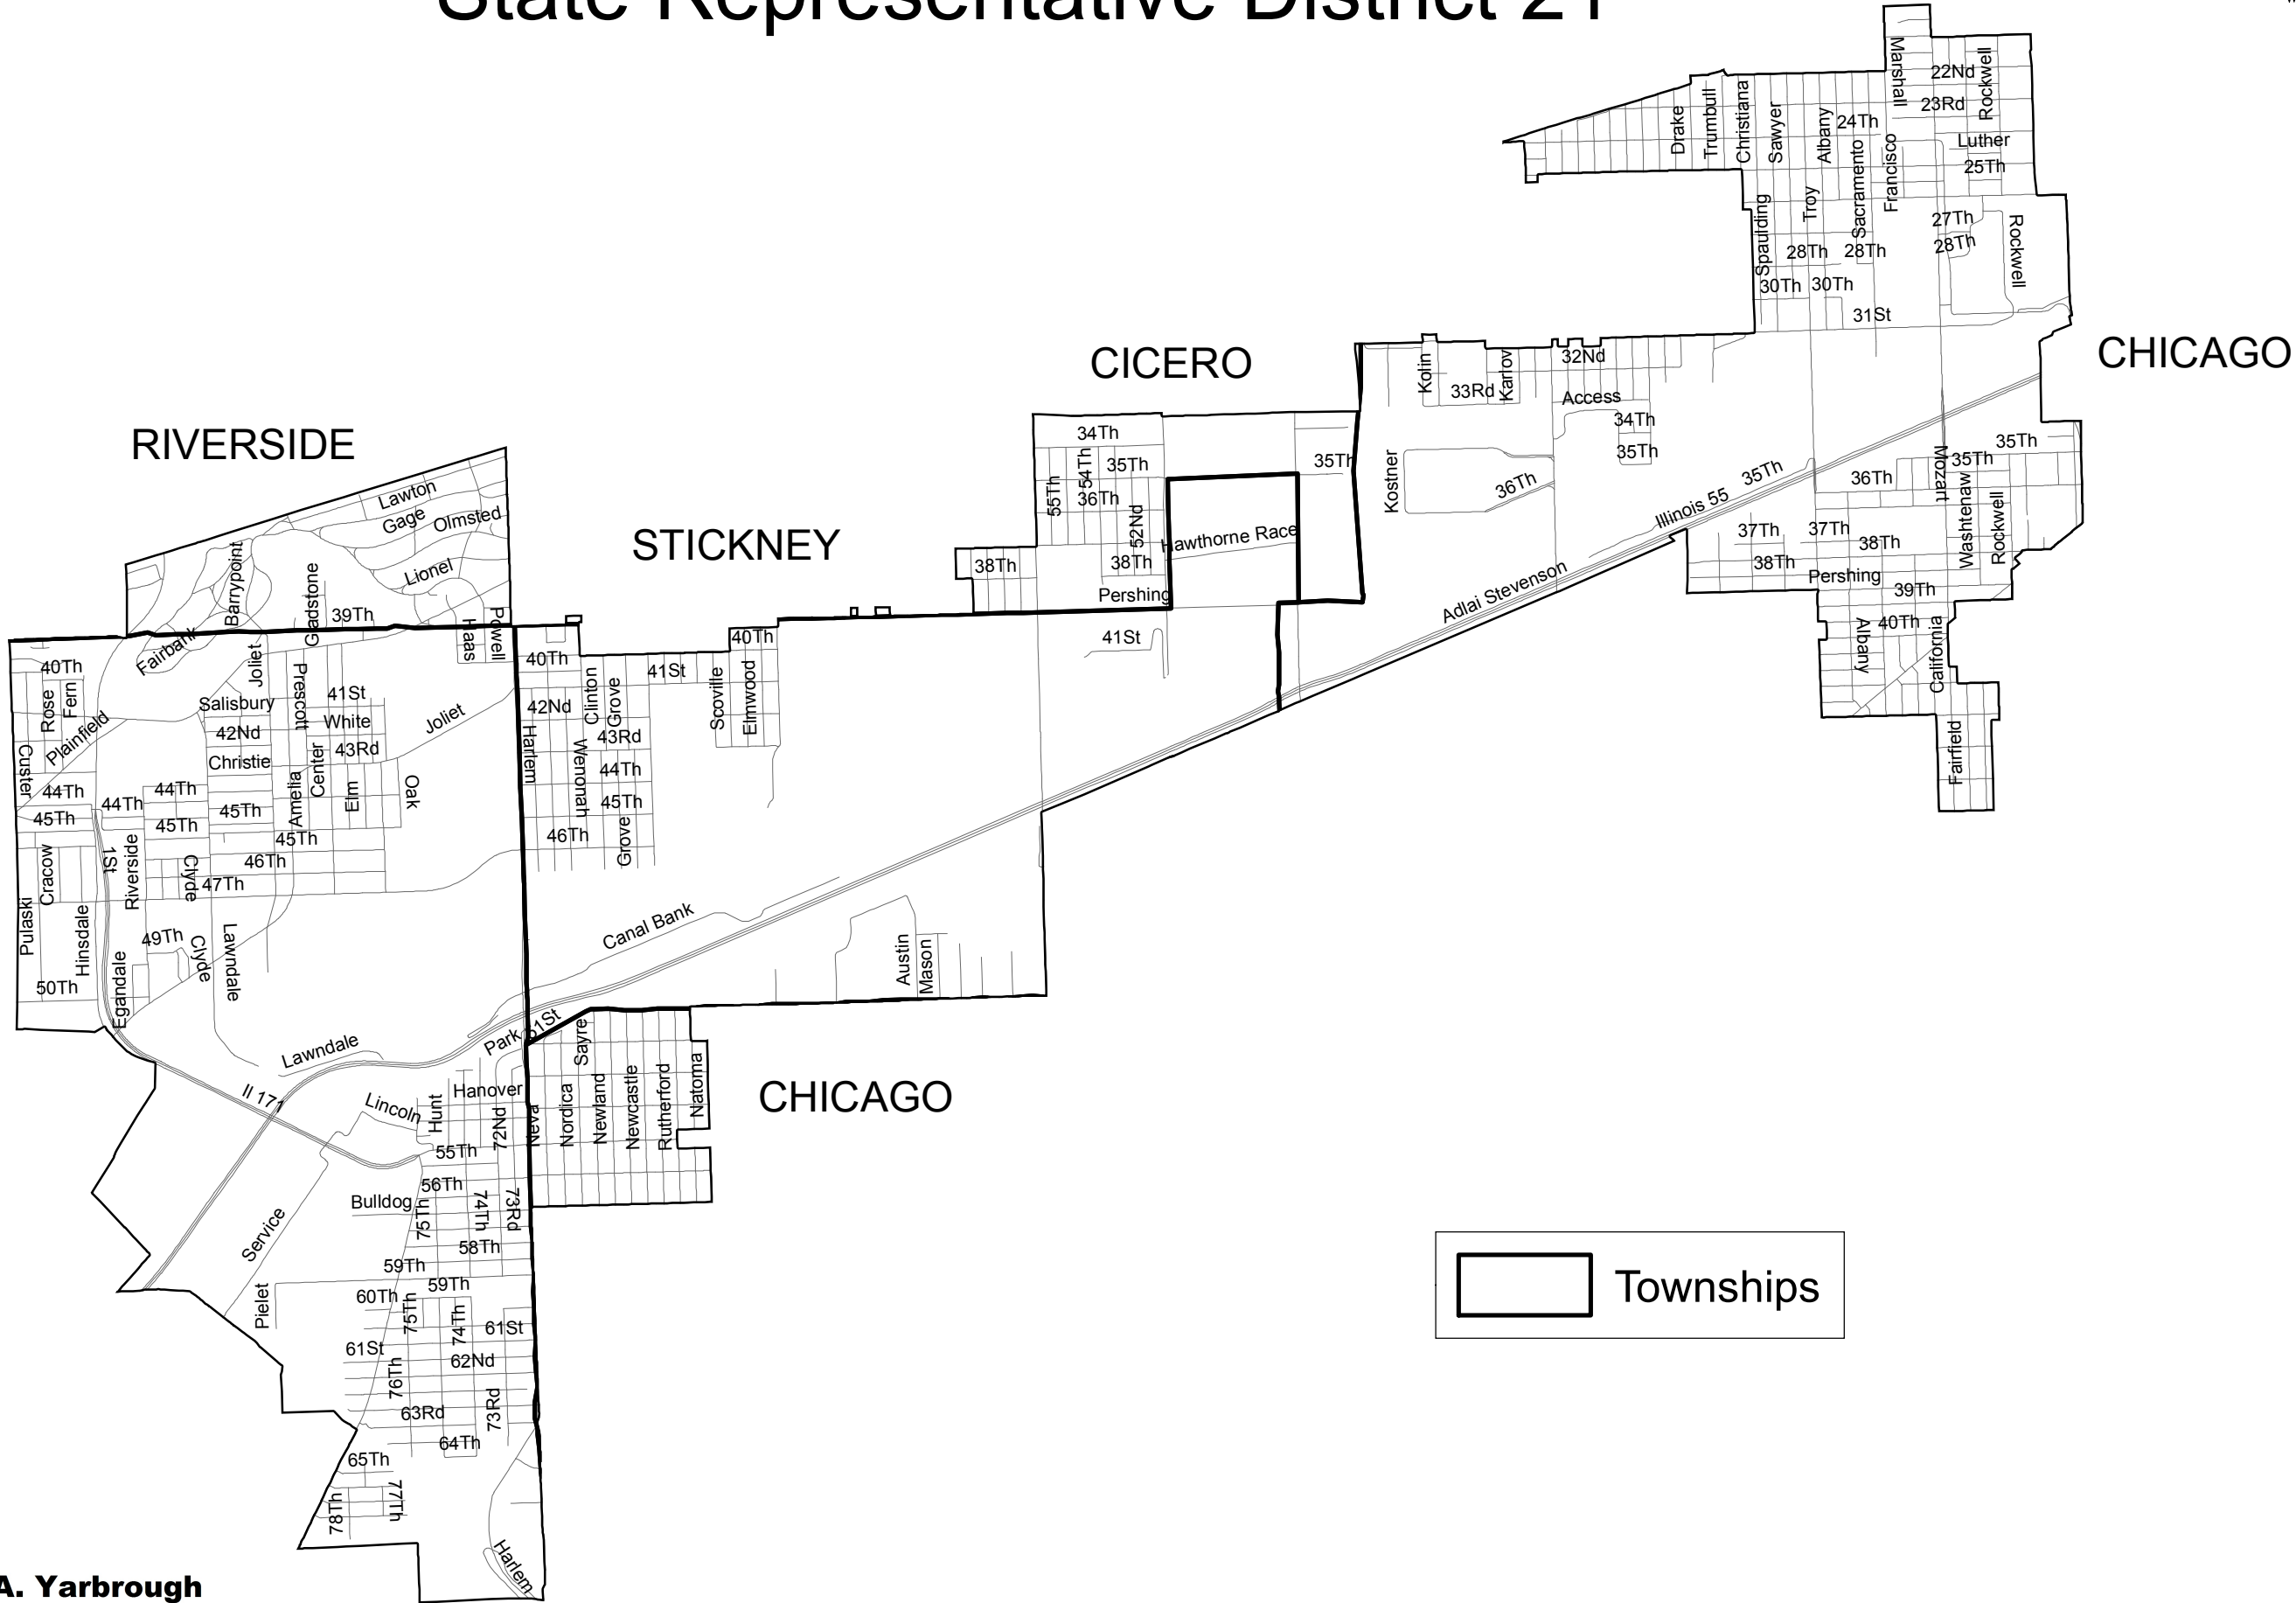 State Representative District 21
Marshall
22Nd
Rockwell
23Rd
Drake
Trumbull
Christiana
Sawyer
Albany
24Th
Luther
25Th
Francisco
Sacramento
Troy
Spaulding
27Th
28Th
Rockwell
28Th
28Th
30Th
30Th
31St
CHICAGO
CICERO
Kolin
33Rd
Karlov
32Nd
Access
34Th
35Th
Kostner
36Th
35Th
Illinois 55
Adlai Stevenson
36Th
Mozart
35Th
35Th
Washtenaw
Rockwell
37Th
37Th
38Th
38Th
Pershing
39Th
40Th
Albany
California
Fairfield
34Th
54Th
35Th
55Th
36Th
52Nd
35Th
Hawthorne Race
38Th
38Th
Pershing
41St
RIVERSIDE
Lawton
Gage
Olmsted
Barrypoint
Lionel
Gladstone
39Th
Haas
Powell
Fairbank
STICKNEY
40Th
40Th
41St
Clinton
Grove
Scoville
Elmwood
42Nd
43Rd
Harlem
Wenonah
44Th
45Th
46Th
Grove
40Th
Rose
Fern
Plainfield
Custer
Joliet
Prescott
41St
Salisbury
White
42Nd
43Rd
Joliet
Christie
Center
Amelia
Elm
Oak
44Th
44Th
44Th
45Th
45Th
45Th
45Th
46Th
47Th
1St
Riverside
Clyde
Cracow
Pulaski
Hinsdale
49Th
Clyde
Lawndale
Egandale
50Th
Canal Bank
Austin
Mason
Lawndale
Park
51St
Il 171
Lincoln
Hunt
Hanover
72Nd
Neva
Sayre
Nordica
Newland
Newcastle
Rutherford
Natoma
CHICAGO
55Th
56Th
Bulldog
75Th
74Th
73Rd
58Th
Service
59Th
59Th
60Th
Pielet
75Th
74Th
61St
61St
62Nd
76Th
73Rd
63Rd
64Th
65Th
78Th
77Th
Harlem
Townships
A. Yarbrough